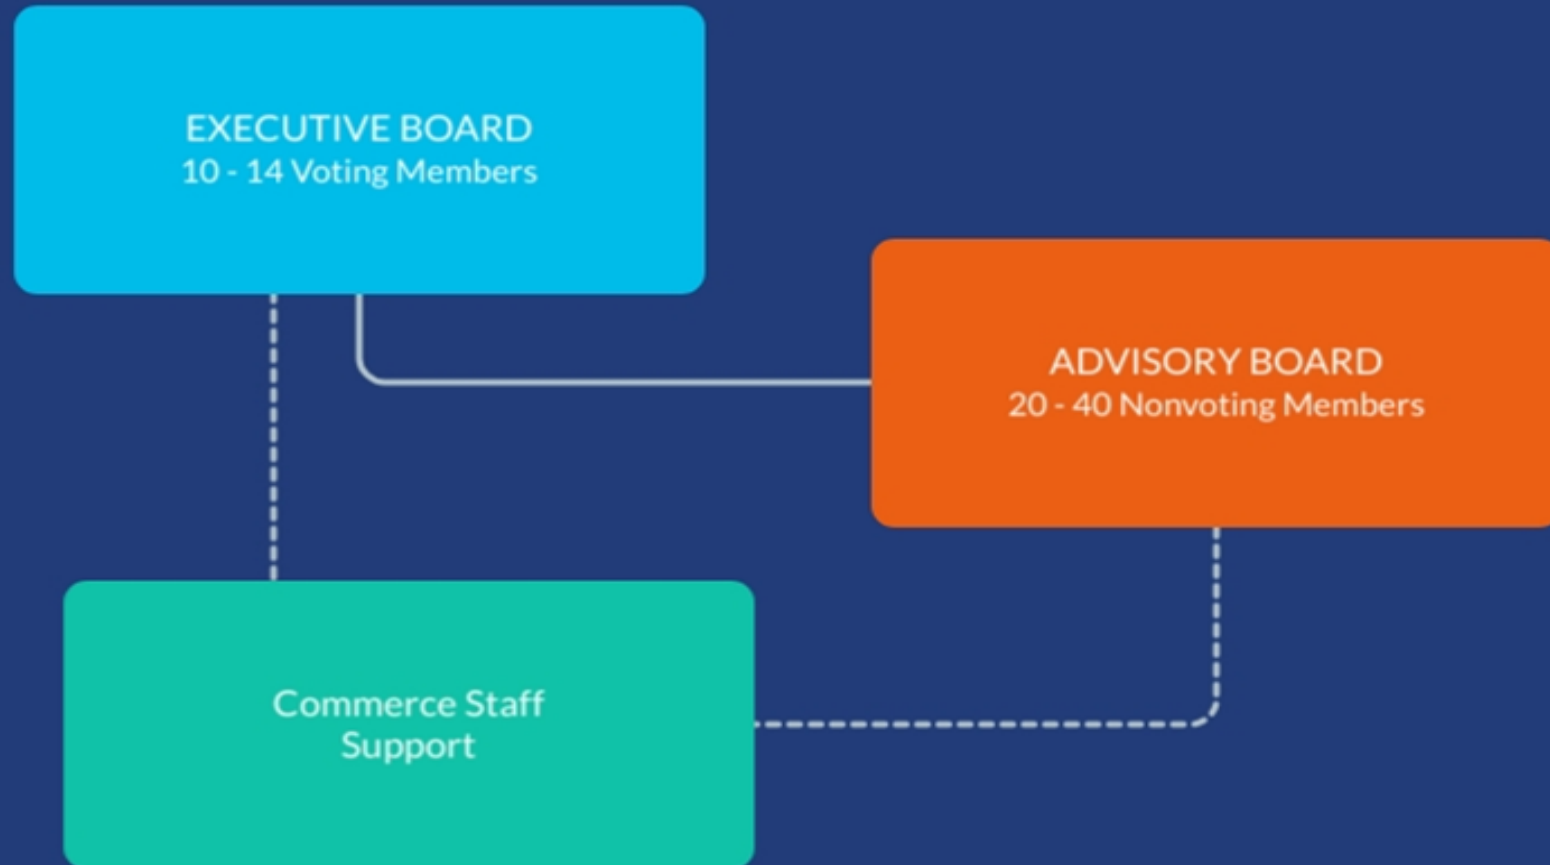 EXECUTIVE BOARD
10 - 14 Voting Members
ADVISORY BOARD
20 - 40 Nonvoting Members
Commerce Staff
Support